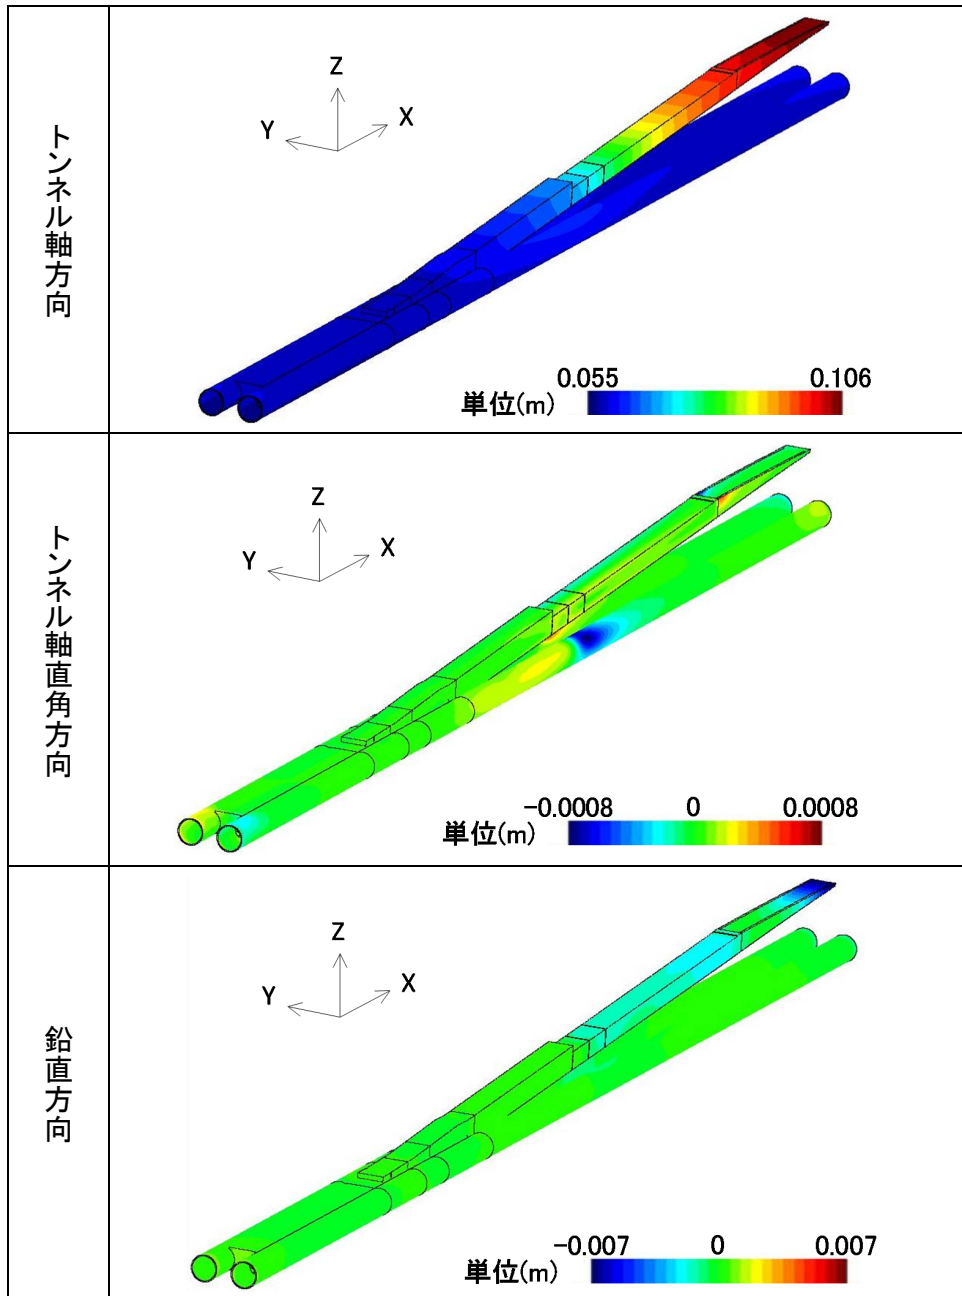 トンネル軸方向
Z
Y
X
0.055
0.106
単位(m)
トンネル軸直角方向
Z
Y
X
-0.0008
0
0.0008
単位(m)
鉛直方向
Z
Y
X
-0.007
0
0.007
単位(m)